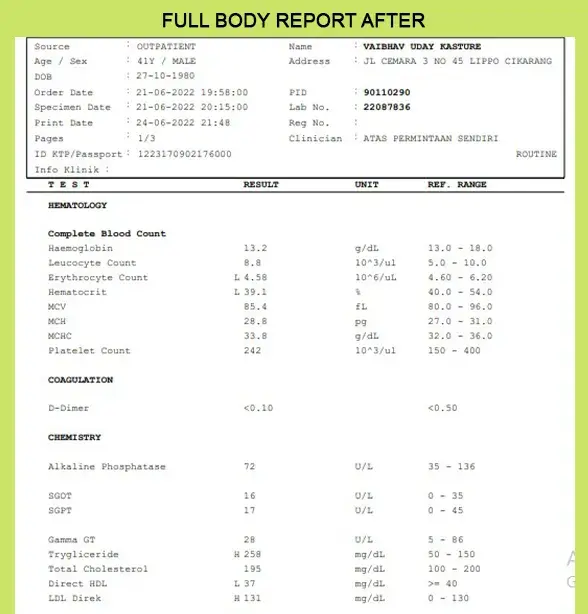 FULL BODY REPORT AFTER
Source : OUTPATIENT Name : VAIBHAV UDAY KASTURE
Age / Sex : 41Y / MALE Address : JL CEMARA 3 NO 45 LIPPO CIKARANG
DOB : 27-10-1980
Order Date : 21-06-2022 19:58:00 PID : 90110290
Specimen Date : 21-06-2022 20:15:00 Lab No. : 22087836
Print Date : 24-06-2022 21:48 Reg No. :
Pages : 1/3 Clinician : ATAS PERMINTAAN SENDIRI
ID KTP/Passport : 1223170902176000 ROUTINE
Info Klinik :
T E S T RESULT UNIT REF. RANGE
HEMATOLOGY
Complete Blood Count
Haemoglobin 13.2 g/dL 13.0 - 18.0
Leucocyte Count 8.8 10^3/ul 5.0 - 10.0
Erythrocyte Count L 4.58 10^6/uL 4.60 - 6.20
Hematocrit L 39.1 % 40.0 - 54.0
MCV 85.4 fL 80.0 - 96.0
MCH 28.8 pg 27.0 - 31.0
MCHC 33.8 g/dL 32.0 - 36.0
Platelet Count 242 10^3/ul 150 - 400
COAGULATION
D-Dimer <0.10 <0.50
CHEMISTRY
Alkaline Phosphatase 72 U/L 35 - 136
SGOT 16 U/L 0 - 35
SGPT 17 U/L 0 - 45
Gamma GT 28 U/L 5 - 86
Trygliceride H 258 mg/dL 50 - 150
Total Cholesterol 195 mg/dL 100 - 200
Direct HDL L 37 mg/dL >= 40
LDL Direk H 131 mg/dL 0 - 130